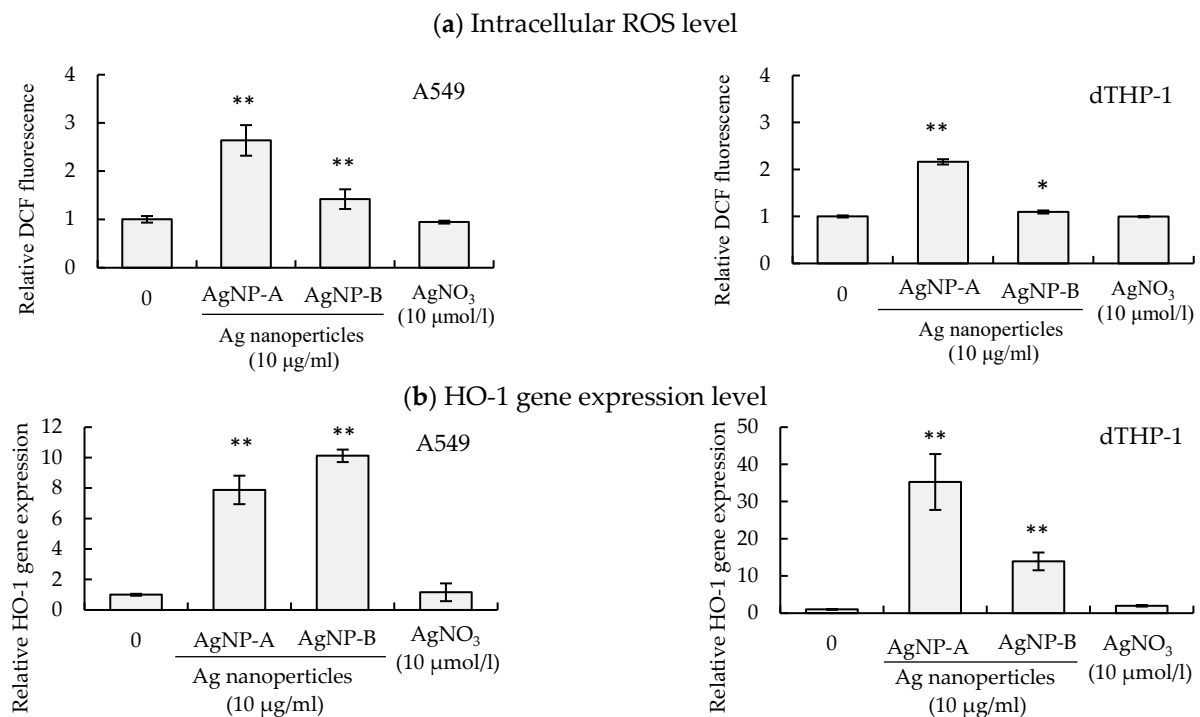 (a) Intracellular ROS level
Relative DCF fluorescence
4
3
2
1
0
A549
**
**
0
AgNP-A
AgNP-B
AgNO₃
(10 μmol/l)
Ag nanoperticles
(10 μg/ml)
Relative DCF fluorescence
4
3
2
1
0
dTHP-1
**
*
0
AgNP-A
AgNP-B
AgNO₃
(10 μmol/l)
Ag nanoperticles
(10 μg/ml)
(b) HO-1 gene expression level
Relative HO-1 gene expression
12
10
8
6
4
2
0
A549
**
**
0
AgNP-A
AgNP-B
AgNO₃
(10 μmol/l)
Ag nanoperticles
(10 μg/ml)
Relative HO-1 gene expression
50
40
30
20
10
0
dTHP-1
**
**
0
AgNP-A
AgNP-B
AgNO₃
(10 μmol/l)
Ag nanoperticles
(10 μg/ml)